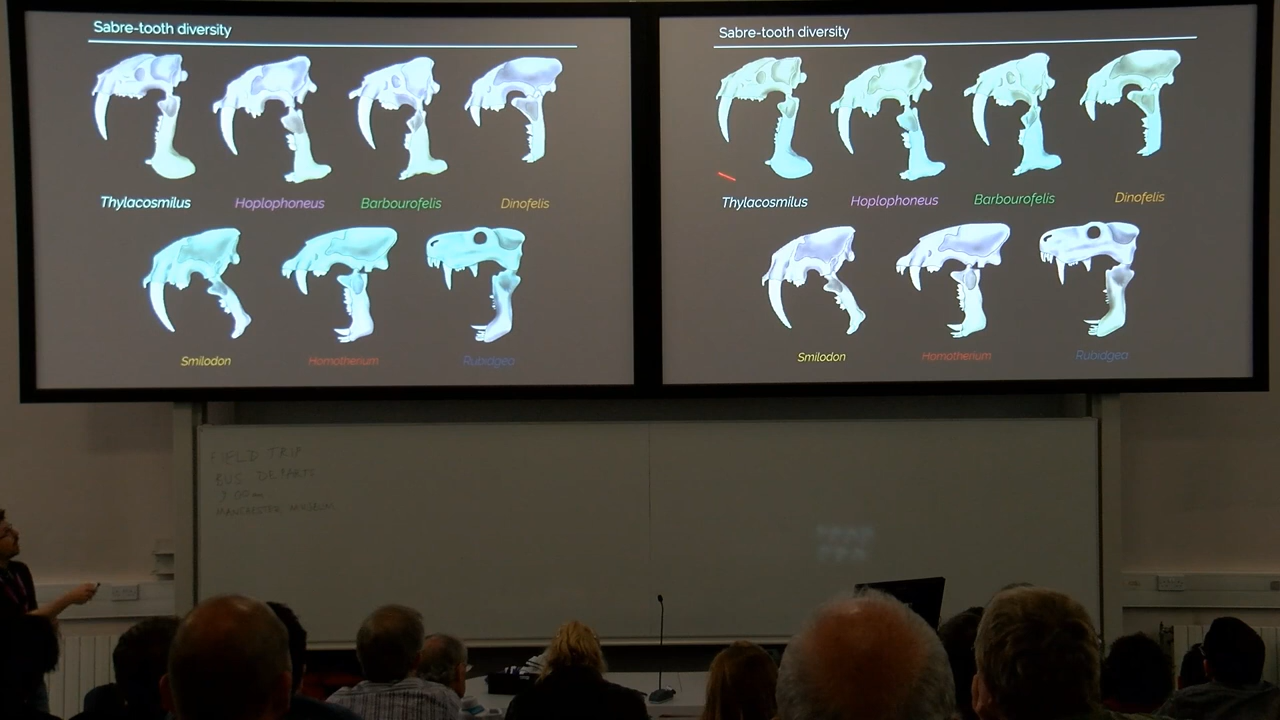 Sabre-tooth diversity
Thylacosmilus Hoplophoneus Barbourofelis Dinofelis
Smilodon Homotherium Rubidgea
Sabre-tooth diversity
Thylacosmilus Hoplophoneus Barbourofelis Dinofelis
Smilodon Homotherium Rubidgea
FIELD TRIP
BUS DEPARTS
MANCHESTER MUSEUM